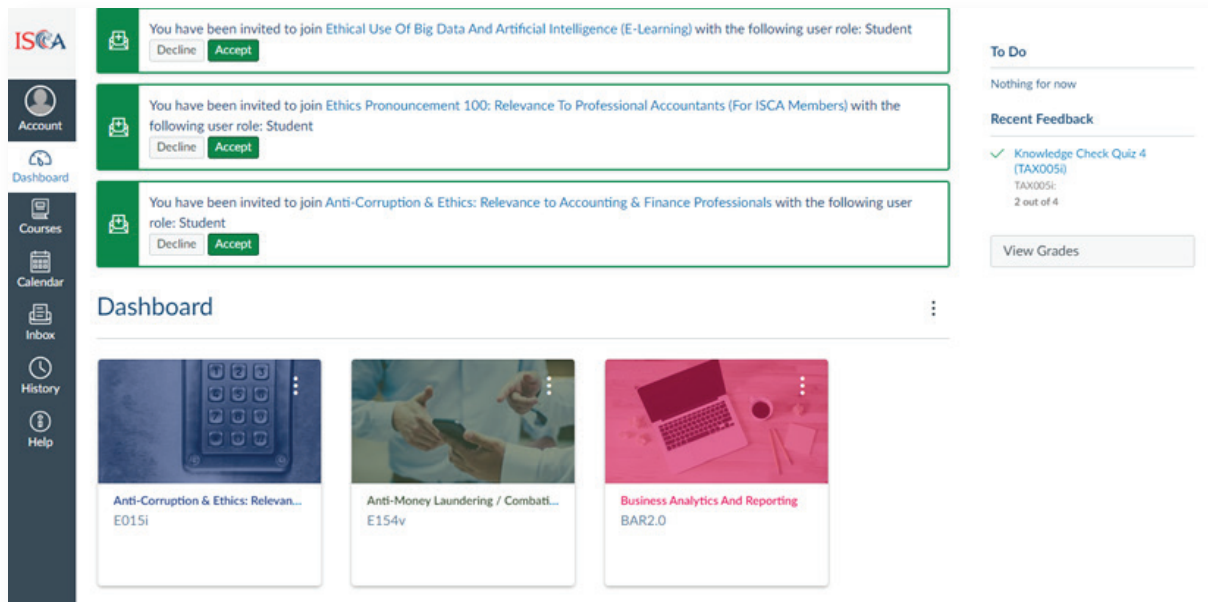 ISCA
Account
Dashboard
Courses
Calendar
Inbox
History
Help
You have been invited to join Ethical Use Of Big Data And Artificial Intelligence (E-Learning) with the following user role: Student
Decline Accept
You have been invited to join Ethics Pronouncement 100: Relevance To Professional Accountants (For ISCA Members) with the
following user role: Student
Decline Accept
You have been invited to join Anti-Corruption & Ethics: Relevance to Accounting & Finance Professionals with the following user
role: Student
Decline Accept
Dashboard
1 2 3
Anti-Corruption & Ethics: Relevan...
E015i
Anti-Money Laundering / Combati...
E154v
Business Analytics And Reporting
BAR2.0
To Do
Nothing for now
Recent Feedback
Knowledge Check Quiz 4
(TAX005i)
TAX005i:
2 out of 4
View Grades